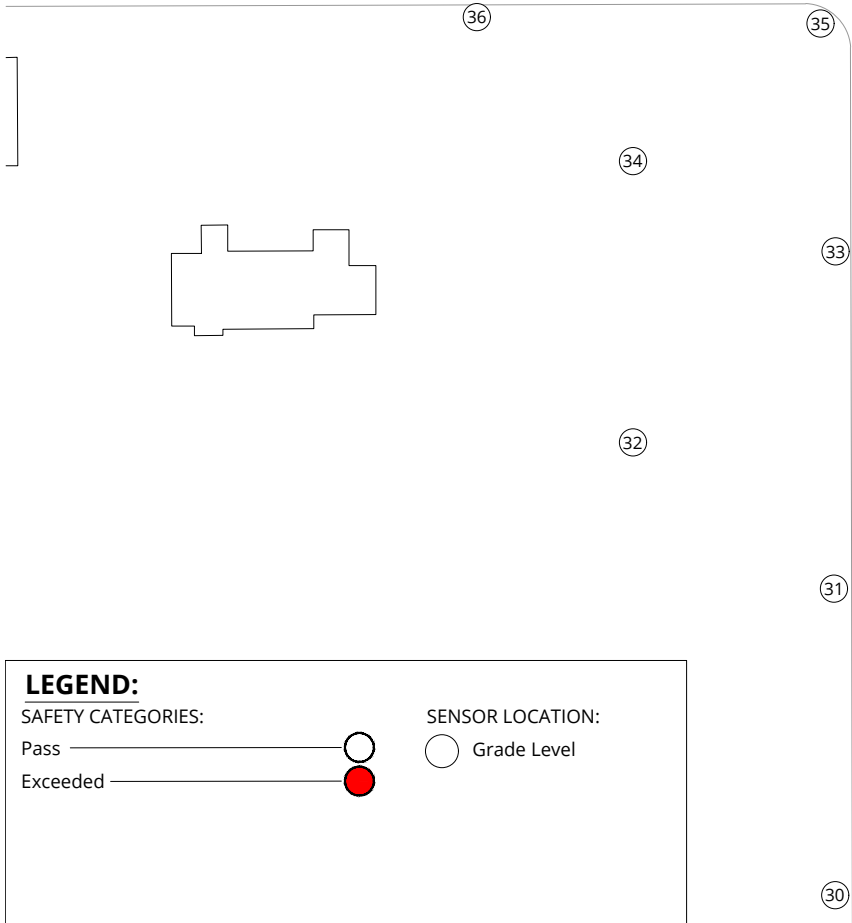 36
35
34
33
32
31
LEGEND:
SAFETY CATEGORIES:
Pass
Exceeded
SENSOR LOCATION:
Grade Level
30